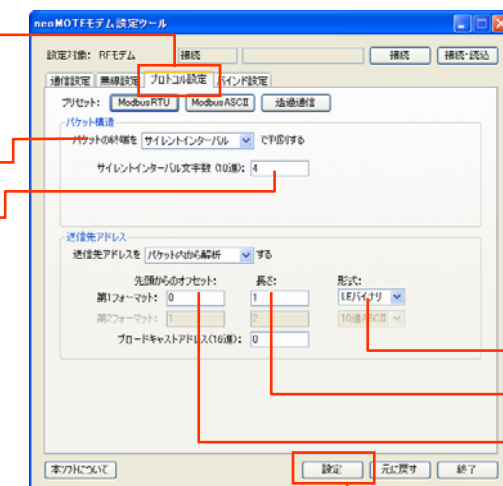 neoMOTEモデム設定ツール
設定対象: RFモデム 接続 接続 接続・読込
通信設定 無線設定 プロトコル設定 バインド設定
プリセット: ModbusRTU ModbusASCII 透過通信
パケット構造
パケットの終端を サイレントインターバル で判別する
サイレントインターバル文字数 (10進): 4
送信先アドレス
送信先アドレスを パケット内から解析 する
先頭からのオフセット: 長さ: 形式:
第1フォーマット: 0 1 LEバイナリ
第2フォーマット: 1 2 10進ASCII
ブロードキャストアドレス(16進): 0
本ソフトについて 設定 元に戻す 終了